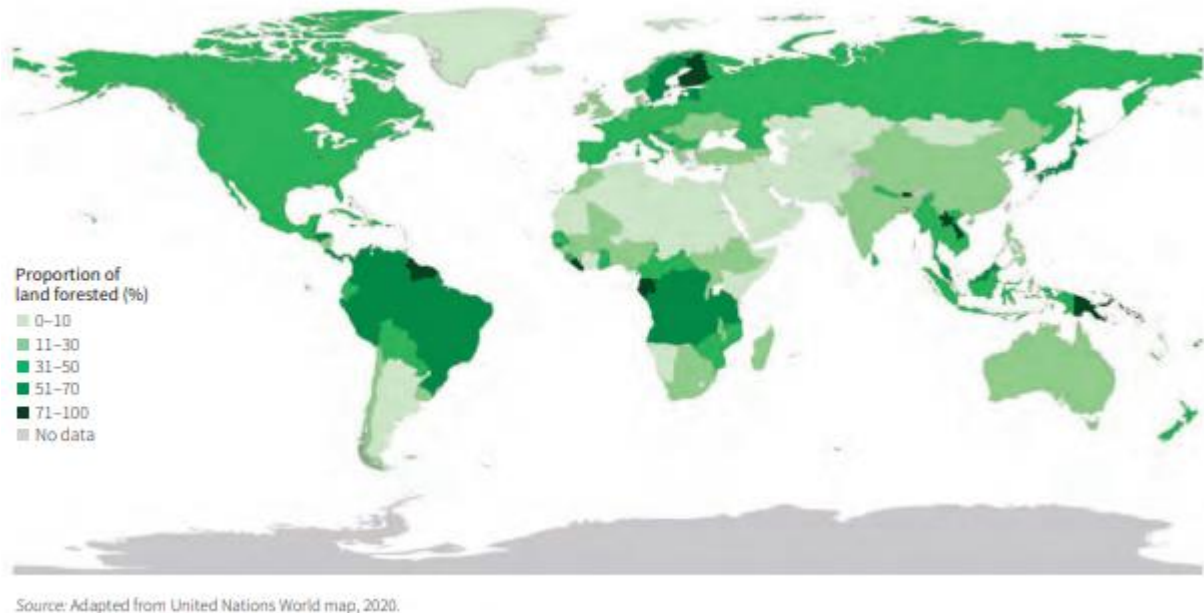 Proportion of
land forested (%)
0–10
11–30
31–50
51–70
71–100
No data
Source: Adapted from United Nations World map, 2020.